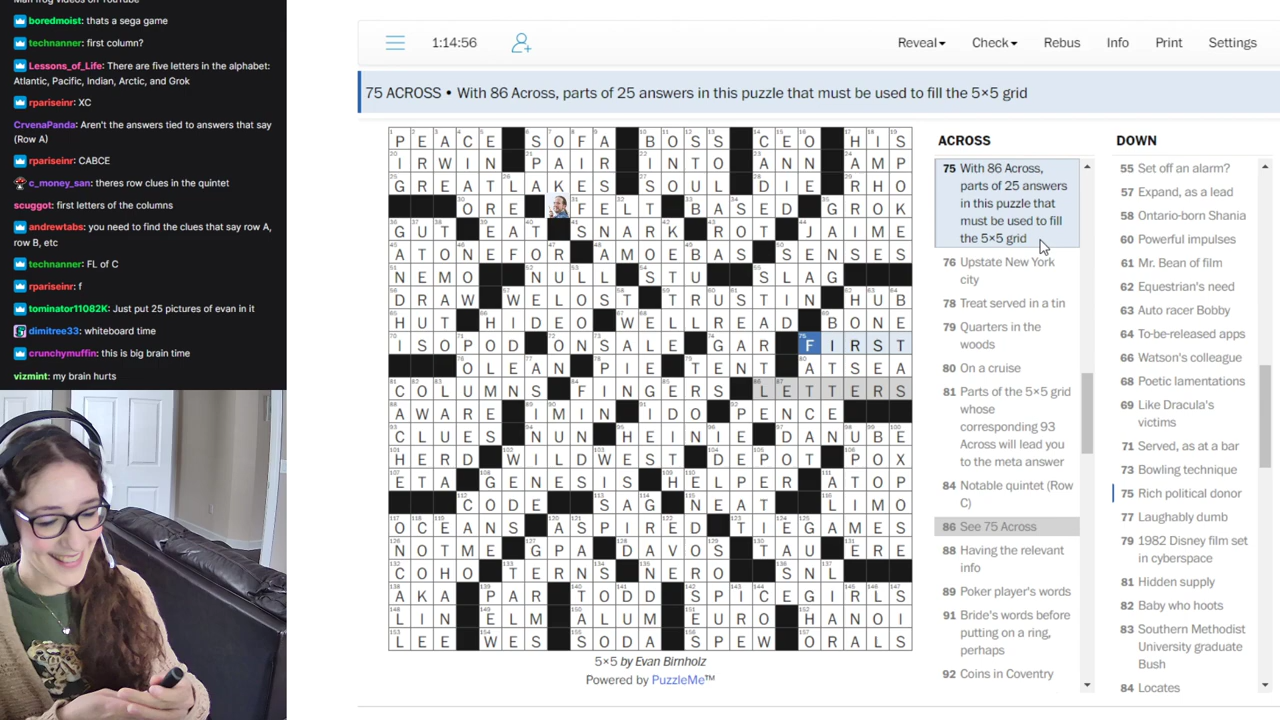 boredmoist: thats a sega game
technanner: first column?
Lessons_of_Life: There are five letters in the alphabet:
Atlantic, Pacific, Indian, Arctic, and Grok
rpariseinr: XC
CrvenaPanda: Aren't the answers tied to answers that say
(Row A)
rpariseinr: CABCE
c_money_san: theres row clues in the quintet
scuggot: first letters of the columns
andrewtabs: you need to find the clues that say row A,
row B, etc
technanner: FL of C
rpariseinr: f
tominator11082K: Just put 25 pictures of evan in it
dimitree33: whiteboard time
crunchymuffin: this is big brain time
vizmint: my brain hurts
1:14:56
Reveal
Check
Rebus
Info
Print
Settings
75 ACROSS • With 86 Across, parts of 25 answers in this puzzle that must be used to fill the 5×5 grid
PEACE SOFA BOSS CEO HIS
IRWIN PAIR INTO ANN AMP
GREATLAKES SOUL DIE RHO
ORE FELT BASED GROK
GUT EAT SNARK ROT JAIME
ATONEFOR AMOEBAS SENSES
NEMO NULL STU SLAG
DRAW WELOST TRUSTIN HUB
HUT HIDEO WELLREAD BONE
ISOPOD ONSALE GAR FIRST
OLEAN PIE TENT ATSEA
COLUMNS FINGERS LETTERS
AWARE IMIN IDO PENCE
CLUES NUN HEINIE DANUBE
HERD WILDWEST DEPOT POX
ETA GENESIS HELPER ATOP
CODE SAG NEAT LIMO
OCEANS ASPIRED TIEGAMES
NOTME GPA DAVOS TAU ERE
COHO TERNS NERO SNL
AKA PAR TODD SPICEGIRLS
LIN ELM ALUM EURO HANOI
LEE WES SODA SPEW ORALS
5×5 by Evan Birnholz
Powered by PuzzleMe™
ACROSS
75 With 86 Across,
parts of 25 answers
in this puzzle that
must be used to fill
the 5×5 grid
76 Upstate New York
city
78 Treat served in a tin
79 Quarters in the
woods
80 On a cruise
81 Parts of the 5×5 grid
whose
corresponding 93
Across will lead you
to the meta answer
84 Notable quintet (Row
C)
86 See 75 Across
88 Having the relevant
info
89 Poker player's words
91 Bride's words before
putting on a ring,
perhaps
92 Coins in Coventry
DOWN
55 Set off an alarm?
57 Expand, as a lead
58 Ontario-born Shania
60 Powerful impulses
61 Mr. Bean of film
62 Equestrian's need
63 Auto racer Bobby
64 To-be-released apps
66 Watson's colleague
68 Poetic lamentations
69 Like Dracula's
victims
71 Served, as at a bar
73 Bowling technique
75 Rich political donor
77 Laughably dumb
79 1982 Disney film set
in cyberspace
81 Hidden supply
82 Baby who hoots
83 Southern Methodist
University graduate
Bush
84 Locates